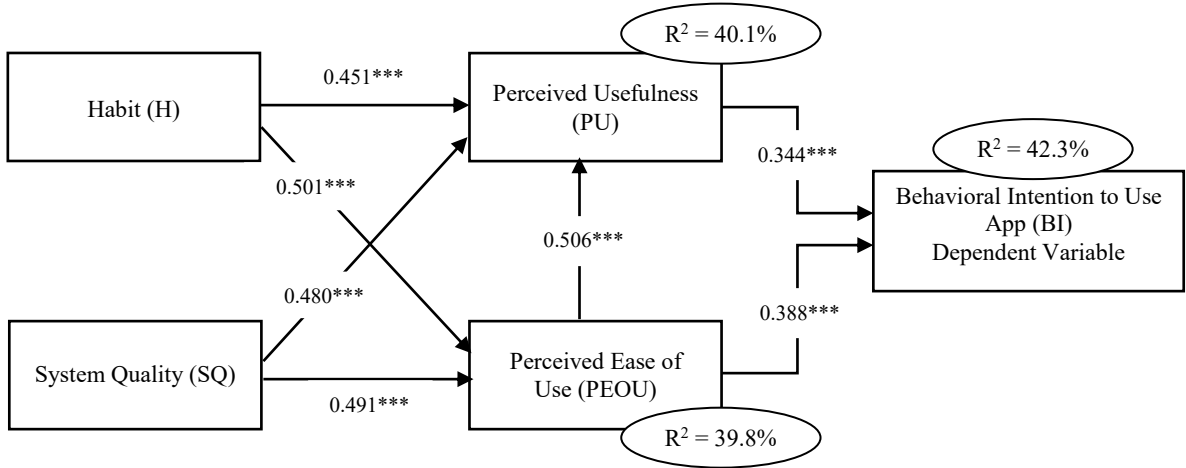 R² = 40.1%
0.451***
Habit (H)
Perceived Usefulness
(PU)
0.344***
R² = 42.3%
Behavioral Intention to Use
App (BI)
Dependent Variable
0.501***
0.506***
0.480***
0.388***
System Quality (SQ)
Perceived Ease of
Use (PEOU)
0.491***
R² = 39.8%